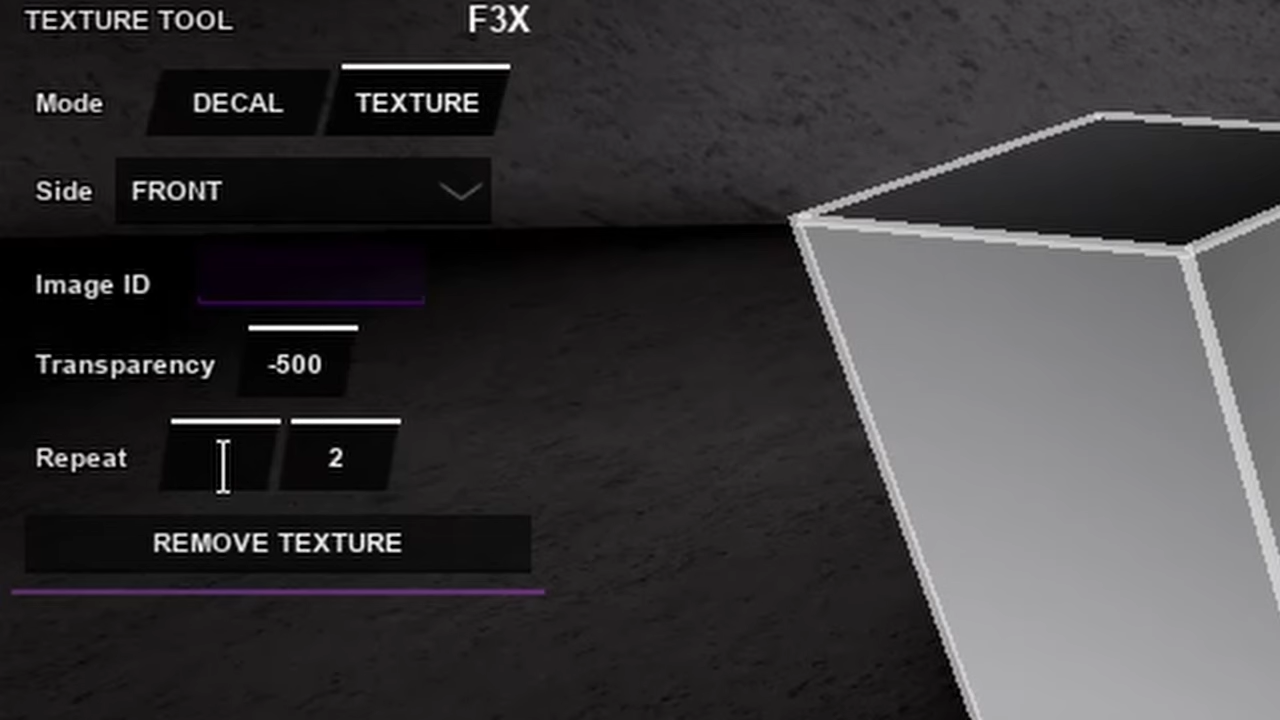 TEXTURE TOOL F3X
Mode DECAL TEXTURE
Side FRONT
Image ID
Transparency -500
Repeat 2
REMOVE TEXTURE